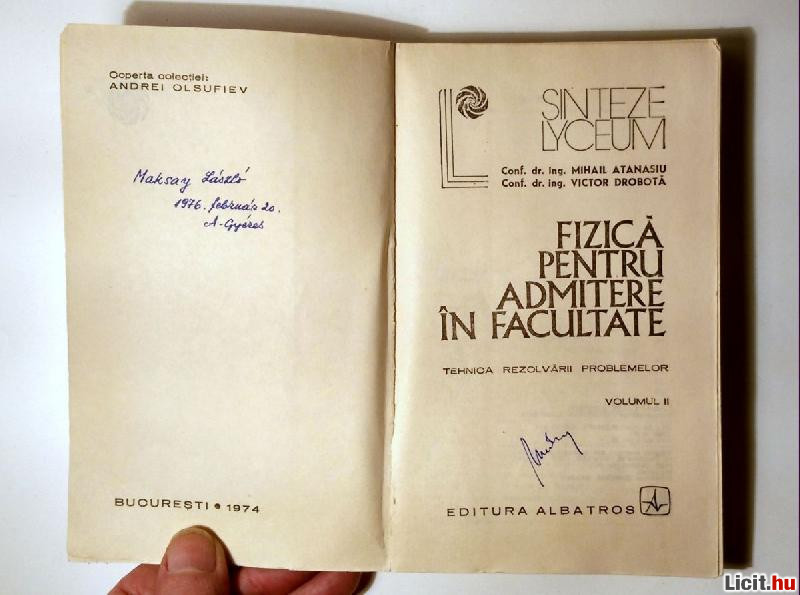 Coperta colecției:
ANDREI OLSUFIEV
Maksay László
1976. február 20.
A-Gyéres
BUCUREȘTI • 1974
SINTEZE
LYCEUM
Conf. dr. ing. MIHAIL ATANASIU
Conf. dr. ing. VICTOR DROBOTĂ
FIZICĂ
PENTRU
ADMITERE
ÎN FACULTATE
TEHNICA REZOLVĂRII PROBLEMELOR
VOLUMUL II
EDITURA ALBATROS
Licit.hu